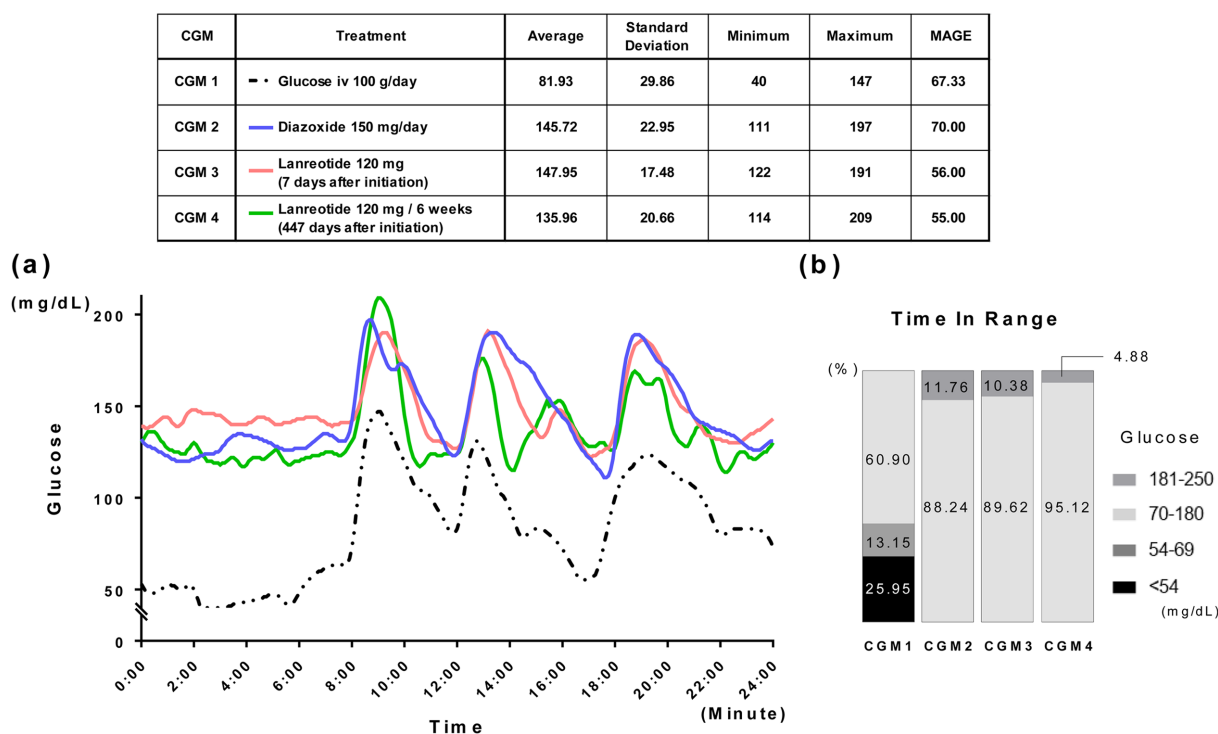 CGM Treatment Average Standard Deviation Minimum Maximum MAGE
CGM 1 Glucose iv 100 g/day 81.93 29.86 40 147 67.33
CGM 2 Diazoxide 150 mg/day 145.72 22.95 111 197 70.00
CGM 3 Lanreotide 120 mg (7 days after initiation) 147.95 17.48 122 191 56.00
CGM 4 Lanreotide 120 mg / 6 weeks (447 days after initiation) 135.96 20.66 114 209 55.00
(a)
(mg/dL)
200
150
100
50
0
Glucose
0:00 2:00 4:00 6:00 8:00 10:00 12:00 14:00 16:00 18:00 20:00 22:00 24:00
Time
(Minute)
(b)
Time In Range
(%)
4.88
11.76 10.38
60.90
88.24 89.62 95.12
13.15
25.95
CGM1 CGM2 CGM3 CGM4
Glucose
181-250
70-180
54-69
<54
(mg/dL)